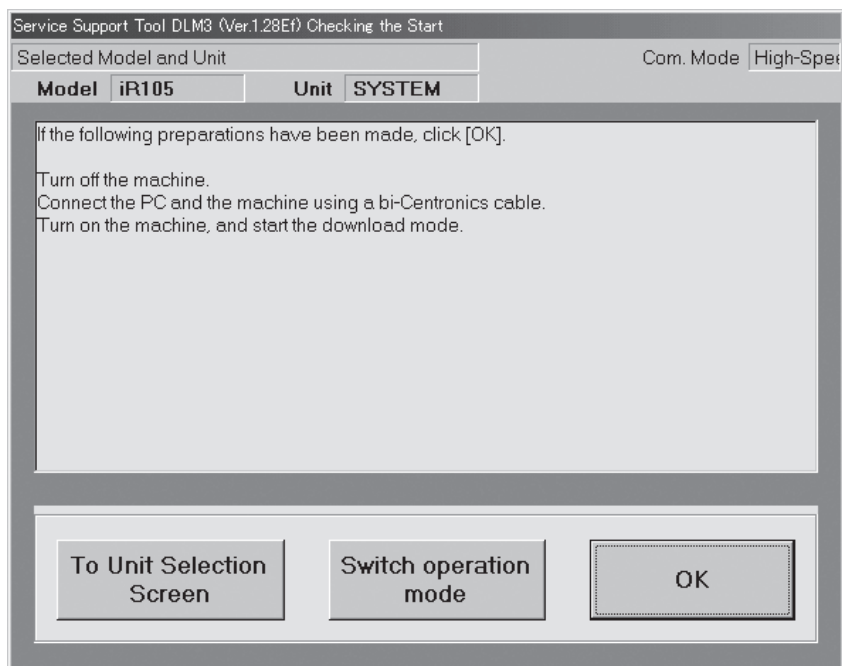 Service Support Tool DLM3 (Ver.1.28Ef) Checking the Start
Selected Model and Unit
Com. Mode High-Spee
Model iR105 Unit SYSTEM
If the following preparations have been made, click [OK].
Turn off the machine.
Connect the PC and the machine using a bi-Centronics cable.
Turn on the machine, and start the download mode.
To Unit Selection
Screen
Switch operation
mode
OK